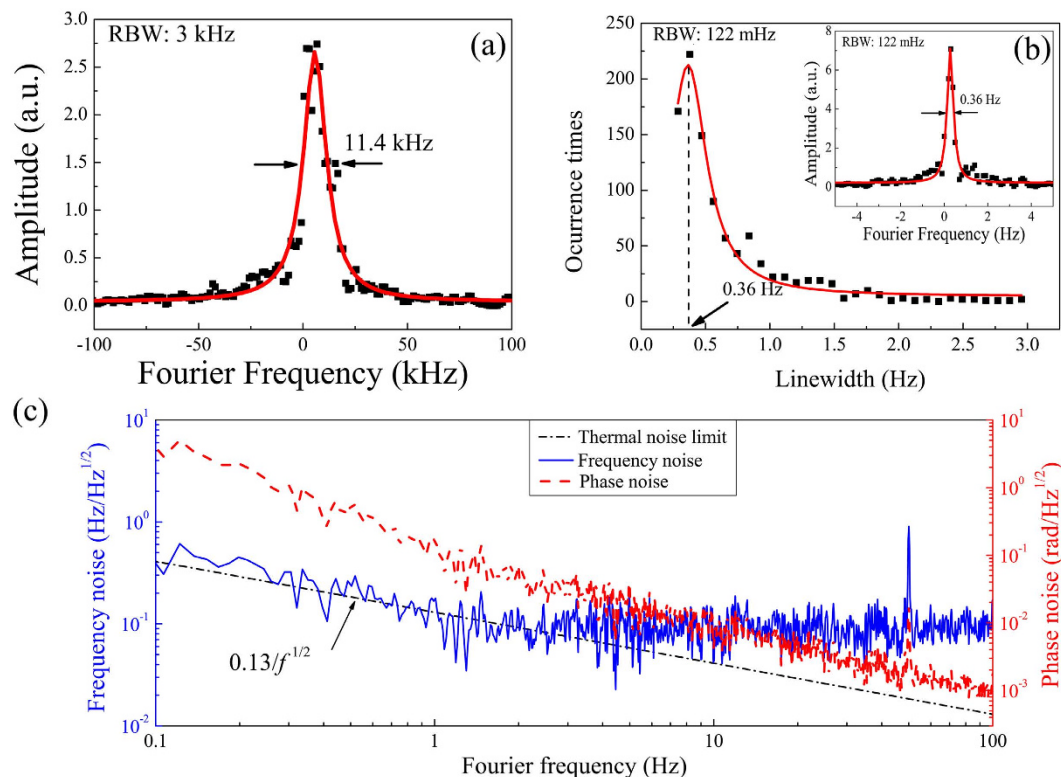 RBW: 3 kHz
(a)
3.0
2.5
2.0
1.5
1.0
0.5
0.0
Amplitude (a.u.)
11.4 kHz
-100 -50 0 50 100
Fourier Frequency (kHz)
RBW: 122 mHz
(b)
250
200
150
100
50
0
Ocurrence times
0.36 Hz
0.5 1.0 1.5 2.0 2.5 3.0
0.0
Linewidth (Hz)
RBW: 122 mHz
8
6
4
2
0
Amplitude (a.u.)
0.36 Hz
-4 -2 0 2 4
Fourier Frequency (Hz)
(c)
10^1
10^0
10^-1
10^-2
Frequency noise (Hz/Hz^1/2)
Thermal noise limit
Frequency noise
Phase noise
0.13/f^1/2
10^1
10^0
10^-1
10^-2
10^-3
Phase noise (rad/Hz^1/2)
0.1 1 10 100
Fourier frequency (Hz)